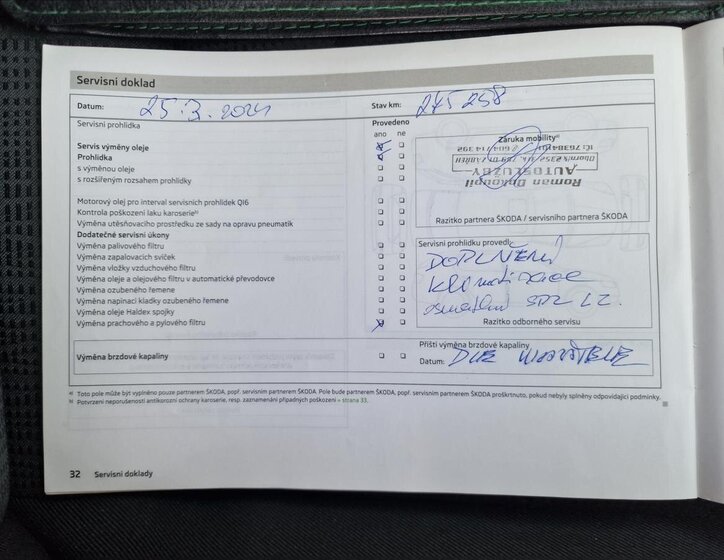 Servisní doklad
Datum: 25.3.2021
Stav km: 245 258
Servisní prohlídka
Provedeno
ano ne
Servis výměny oleje
Prohlídka
s výměnou oleje
s rozšířeným rozsahem prohlídky
Motorový olej pro interval servisních prohlídek QI6
Kontrola poškození laku karoserie b)
Výměna utěsňovacího prostředku ze sady na opravu pneumatik
Dodatečné servisní úkony
Výměna palivového filtru
Výměna zapalovacích svíček
Výměna vložky vzduchového filtru
Výměna oleje a olejového filtru v automatické převodovce
Výměna ozubeného řemene
Výměna napínací kladky ozubeného řemene
Výměna oleje Haldex spojky
Výměna prachového a pylového filtru
Výměna brzdové kapaliny
Záruka mobility a)
Roman
AUTOSLUŽBY
Razítko partnera ŠKODA / servisního partnera ŠKODA
Servisní prohlídku provedl:
DOPLNĚNÍ
Razítko odborného servisu
Příští výměna brzdové kapaliny
Datum: DLE
a) Toto pole může být vyplněno pouze partnerem ŠKODA, popř. servisním partnerem ŠKODA. Pole bude partnerem ŠKODA, popř. servisním partnerem ŠKODA proškrtnuto, pokud nebyly splněny odpovídající podmínky.
b) Potvrzení neporušenosti antikorozní ochrany karoserie, resp. zaznamenání případných poškození » strana 33.
32 Servisní doklady